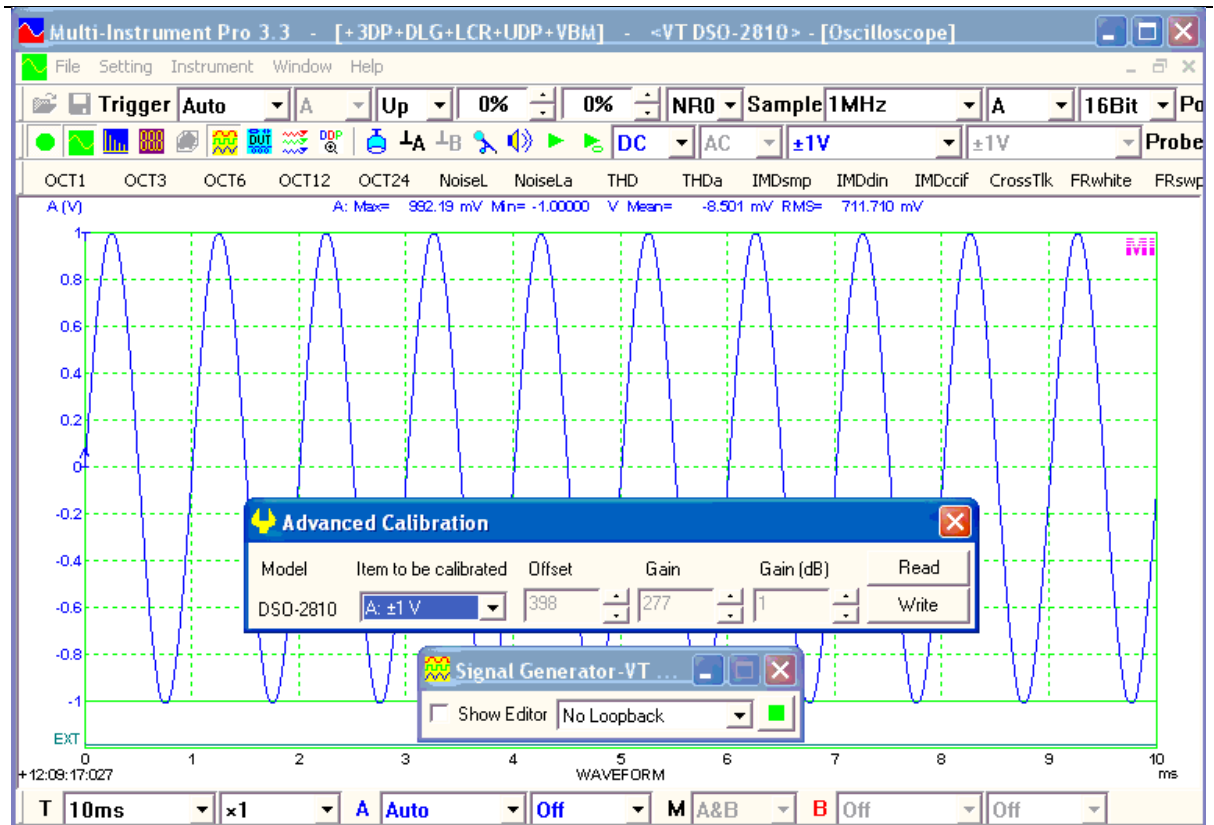 Multi-Instrument Pro 3.3 - [+3DP+DLG+LCR+UDP+VBM] - <VT DSO-2810> - [Oscilloscope]
File Setting Instrument Window Help
Trigger Auto A Up 0% 0% NR0 Sample 1MHz A 16Bit Po
DUT 888 DDP A B DC AC ±1V ±1V Probe
OCT1 OCT3 OCT6 OCT12 OCT24 NoiseL NoiseLa THD THDa IMDsmp IMDdin IMDccif CrossTlk FRwhite FRswp
A (V) A: Max= 992.19 mV Min= -1.00000 V Mean= -8.501 mV RMS= 711.710 mV
1
MI
0.8
0.6
0.4
0.2
0
-0.2
Advanced Calibration
-0.4
Model Item to be calibrated Offset Gain Gain (dB) Read
-0.6
DSO-2810 A: ±1 V 398 277 1 Write
-0.8
Signal Generator-VT ...
-1
Show Editor No Loopback
EXT
0 1 2 3 4 5 6 7 8 9 10
+12:09:17:027 WAVEFORM ms
T 10ms ×1 A Auto Off M A&B B Off Off